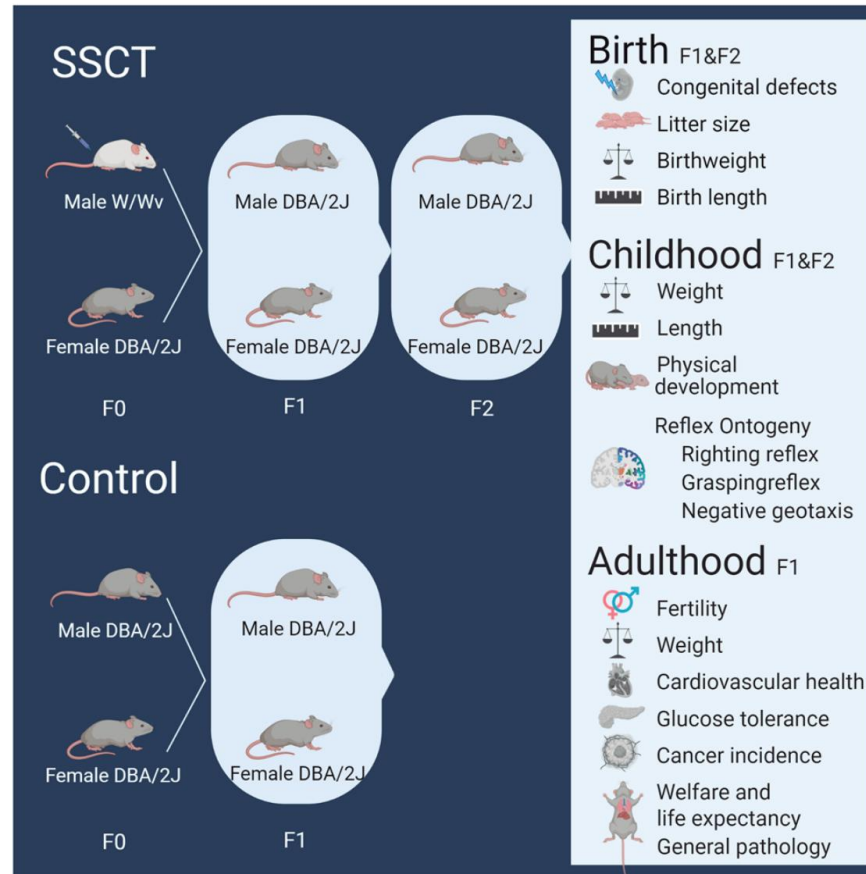 SSCT
Male W/Wv
Male DBA/2J
Male DBA/2J
Female DBA/2J
Female DBA/2J
Female DBA/2J
F0
F1
F2
Control
Male DBA/2J
Male DBA/2J
Female DBA/2J
Female DBA/2J
F0
F1
Birth F1&F2
Congenital defects
Litter size
Birthweight
Birth length
Childhood F1&F2
Weight
Length
Physical
development
Reflex Ontogeny
Righting reflex
Graspingreflex
Negative geotaxis
Adulthood F1
Fertility
Weight
Cardiovascular health
Glucose tolerance
Cancer incidence
Welfare and
life expectancy
General pathology